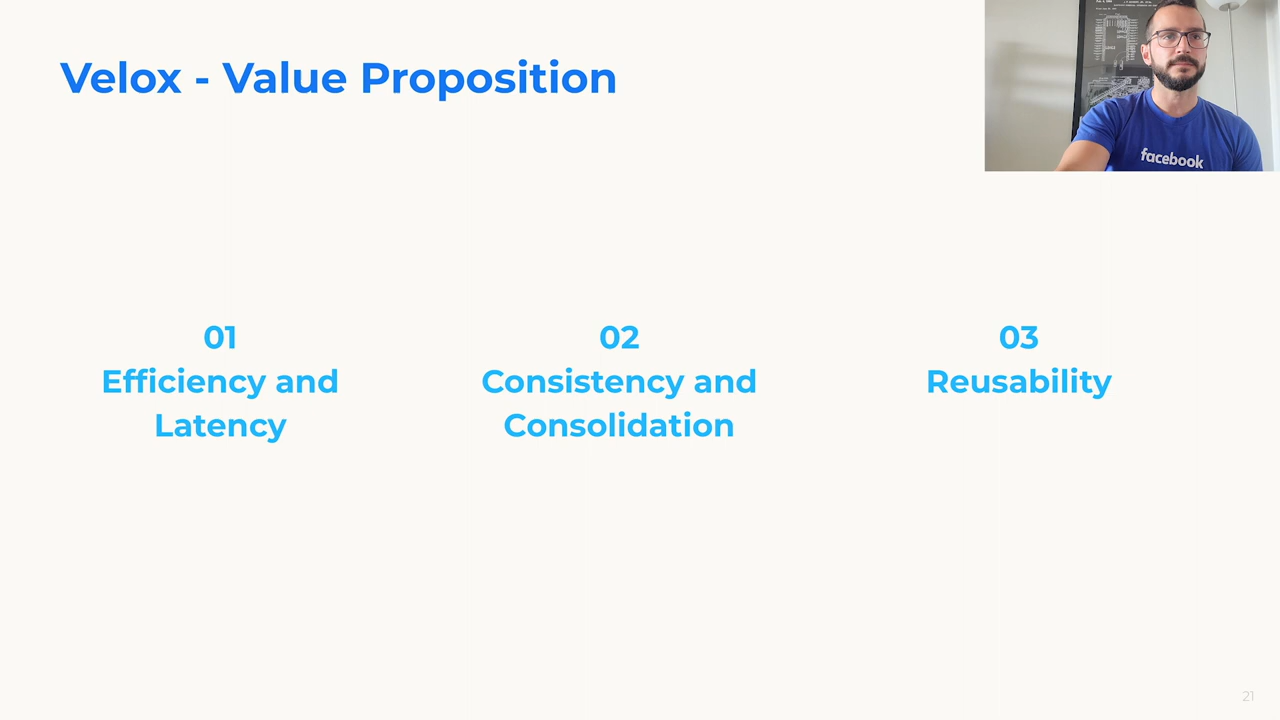 Velox - Value Proposition
facebook
01
Efficiency and
Latency
02
Consistency and
Consolidation
03
Reusability
21